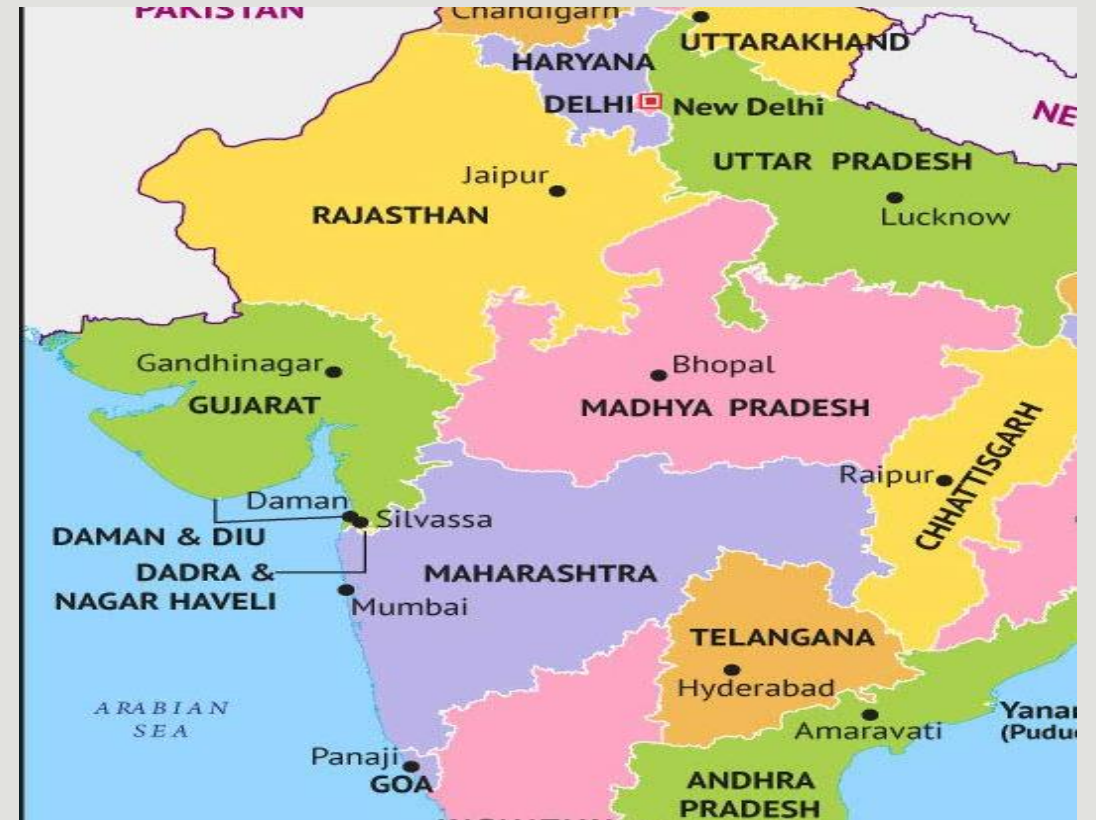 PAKISTAN
Chandigarh
UTTARAKHAND
HARYANA
DELHI
New Delhi
NE
UTTAR PRADESH
Jaipur
Lucknow
RAJASTHAN
Gandhinagar
Bhopal
GUJARAT
MADHYA PRADESH
CHHATTISGARH
Raipur
Daman
Silvassa
DAMAN & DIU
DADRA &
NAGAR HAVELI
MAHARASHTRA
Mumbai
TELANGANA
Hyderabad
ARABIAN
SEA
Amaravati
Yanar
(Pudu
Panaji
GOA
ANDHRA
PRADESH